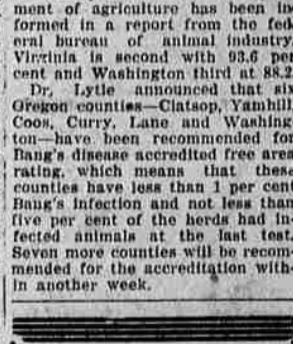 ment of agriculture has been in-
formed in a report from the fed-
eral bureau of animal industry.
Virginia is second with 93.6 per
cent and Washington third at 88.2.
Dr. Lytle announced that six
Oregon counties—Clatsop, Yamhill,
Coos, Curry, Lane and Washing-
ton—have been recommended for
Bang's disease accredited free area
rating, which means that these
counties have less than 1 per cent
Bang's infection and not less than
five per cent of the herds had in-
fected animals at the last test.
Seven more counties will be recom-
mended for the accreditation with-
in another week.